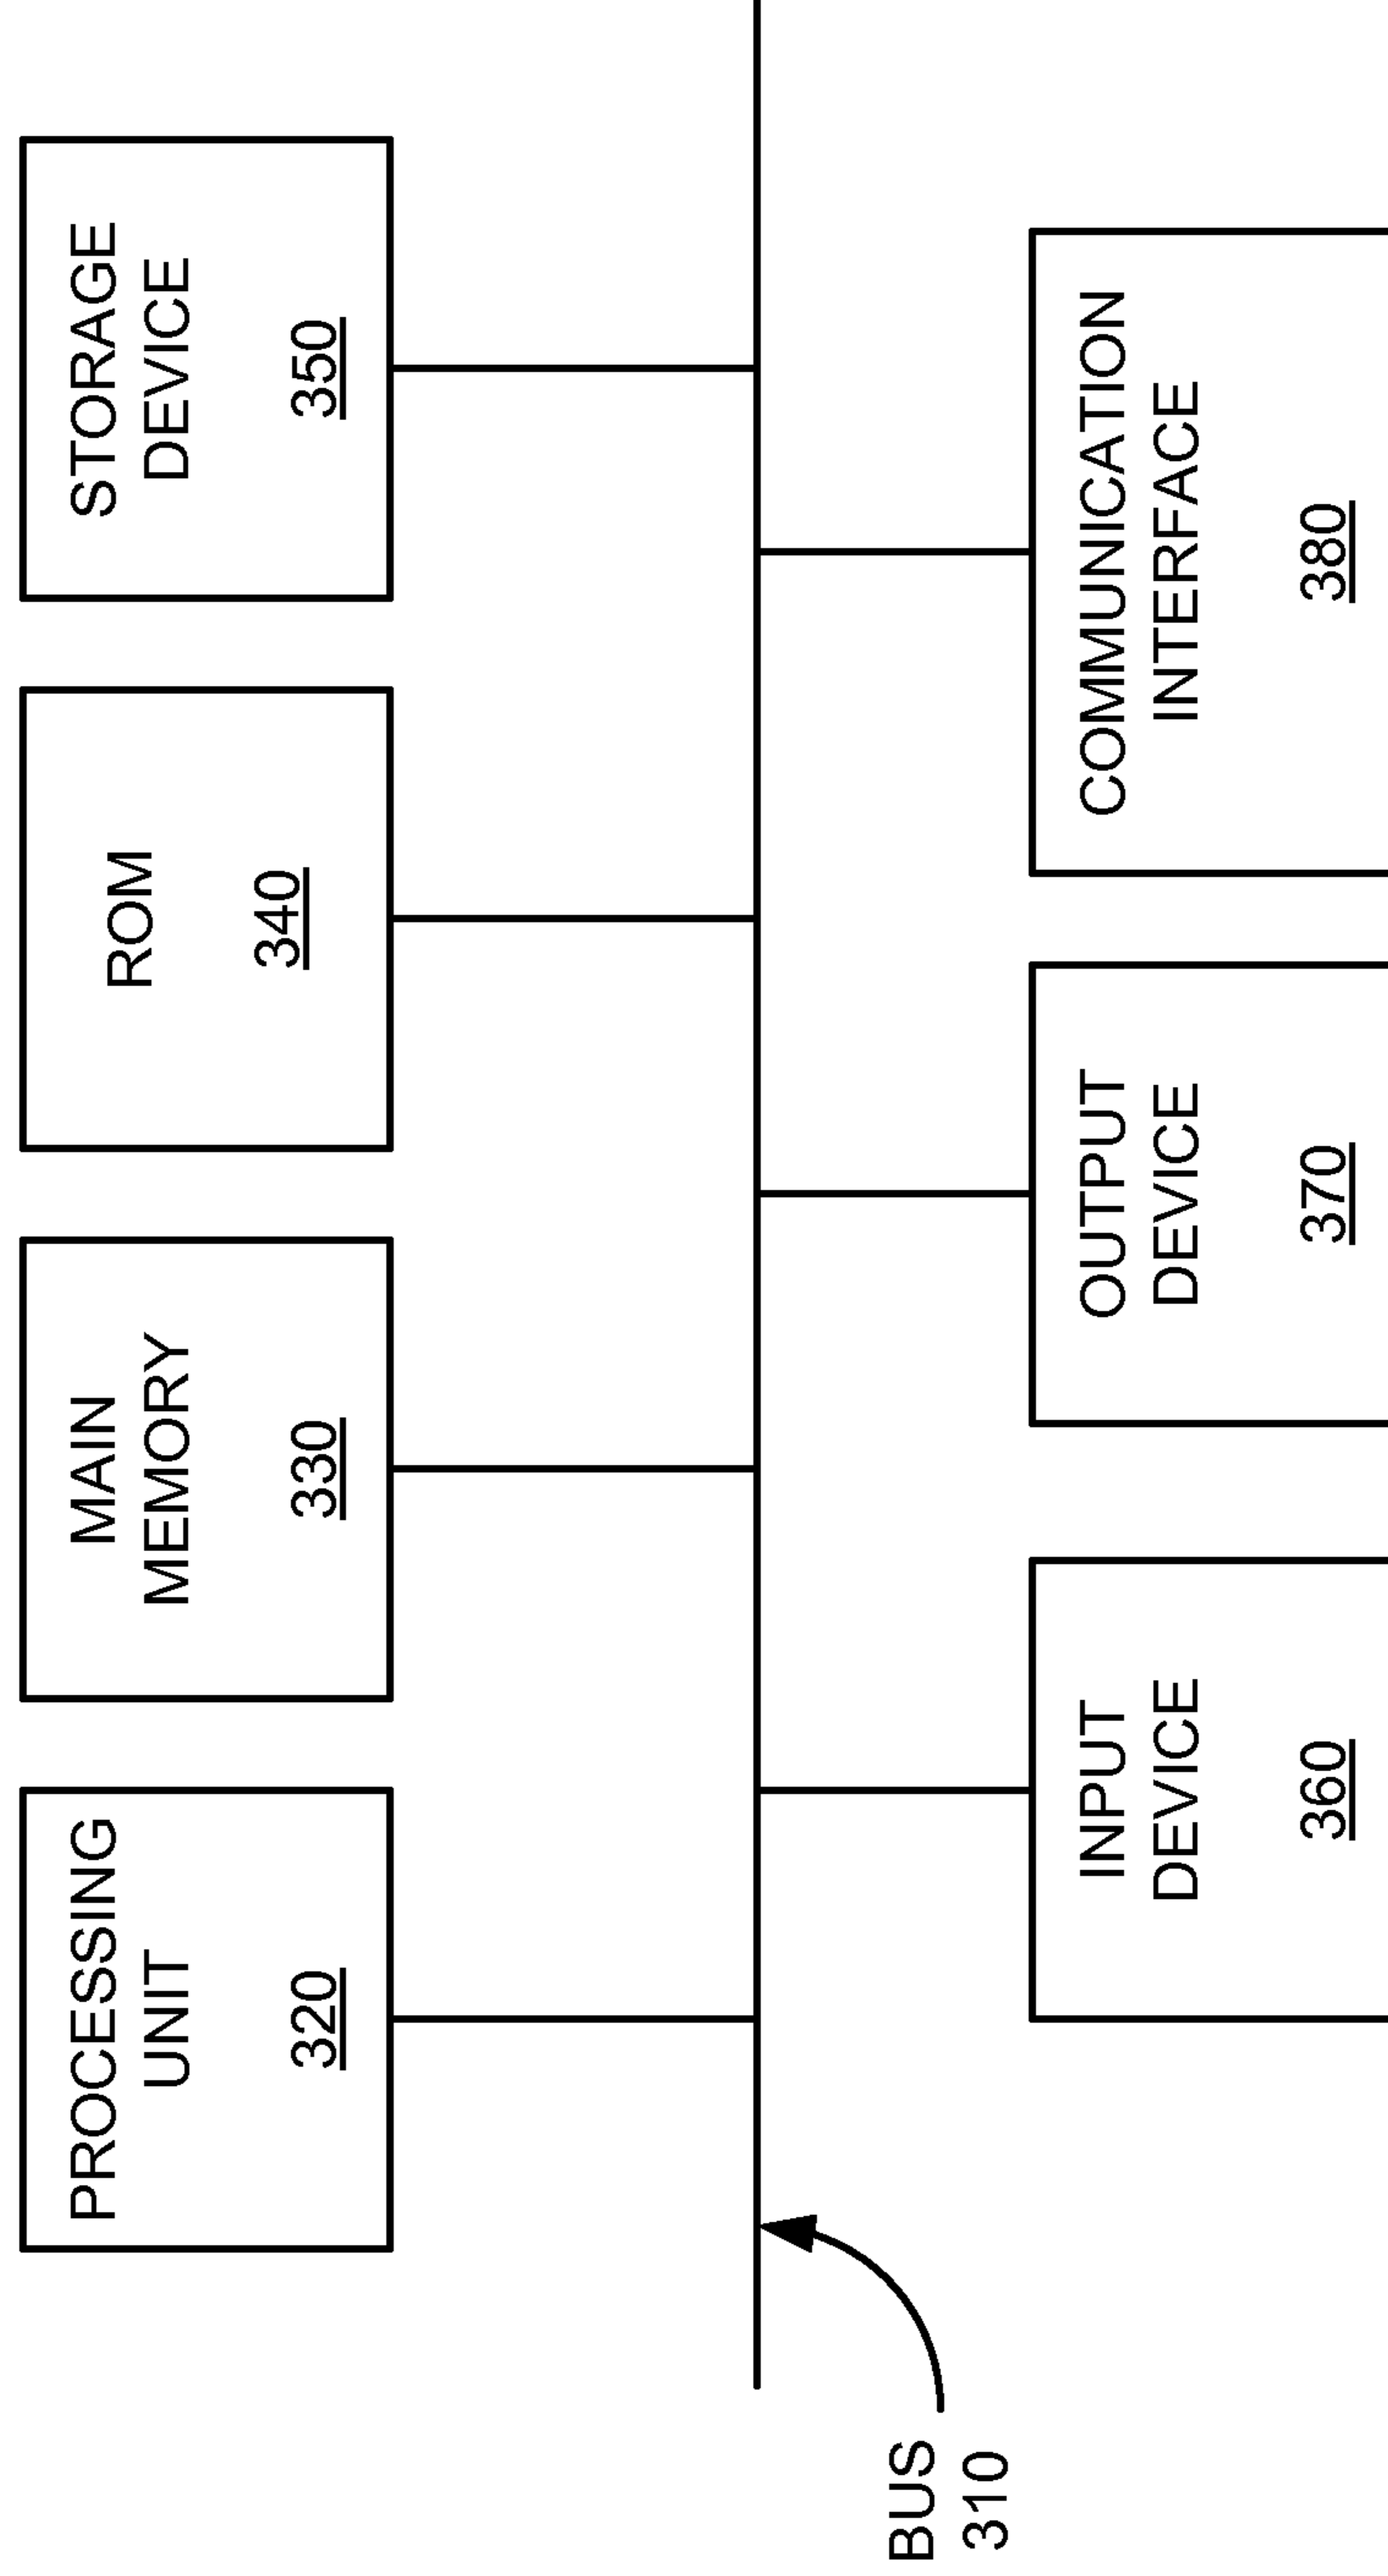 PROCESSING
UNIT
320
MAIN
MEMORY
330
ROM
340
STORAGE
DEVICE
350
BUS
310
INPUT
DEVICE
360
OUTPUT
DEVICE
370
COMMUNICATION
INTERFACE
380